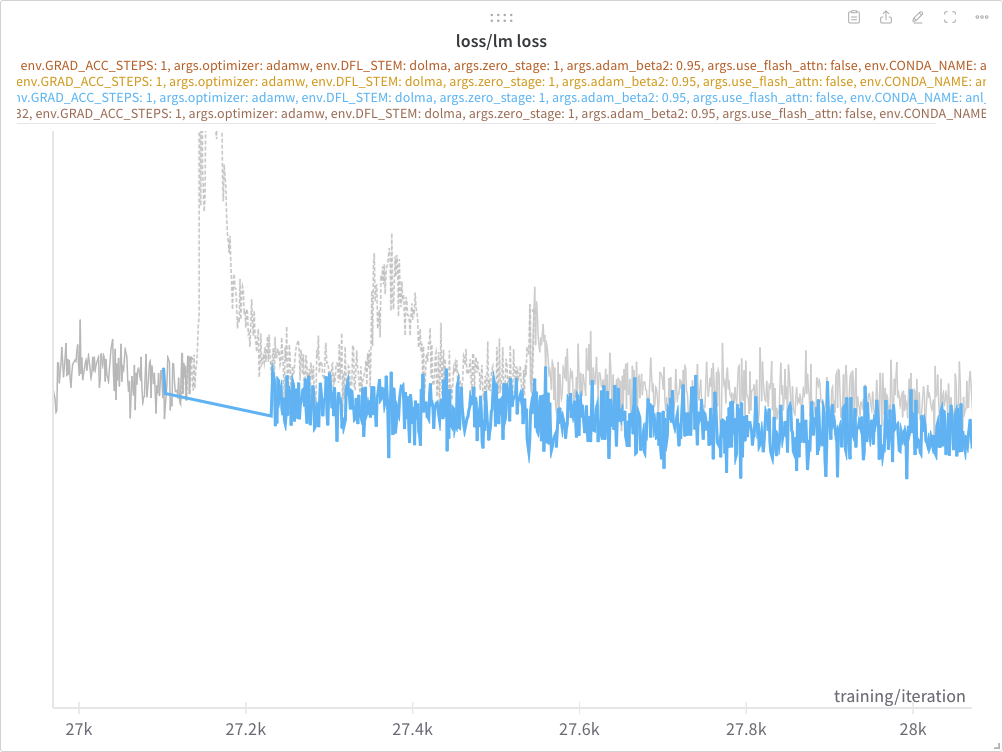 loss/lm loss
env.GRAD_ACC_STEPS: 1, args.optimizer: adamw, env.DFL_STEM: dolma, args.zero_stage: 1, args.adam_beta2: 0.95, args.use_flash_attn: false, env.CONDA_NAME: a
env.GRAD_ACC_STEPS: 1, args.optimizer: adamw, env.DFL_STEM: dolma, args.zero_stage: 1, args.adam_beta2: 0.95, args.use_flash_attn: false, env.CONDA_NAME: an
nv.GRAD_ACC_STEPS: 1, args.optimizer: adamw, env.DFL_STEM: dolma, args.zero_stage: 1, args.adam_beta2: 0.95, args.use_flash_attn: false, env.CONDA_NAME: anl_
32, env.GRAD_ACC_STEPS: 1, args.optimizer: adamw, env.DFL_STEM: dolma, args.zero_stage: 1, args.adam_beta2: 0.95, args.use_flash_attn: false, env.CONDA_NAME
training/iteration
27k 27.2k 27.4k 27.6k 27.8k 28k